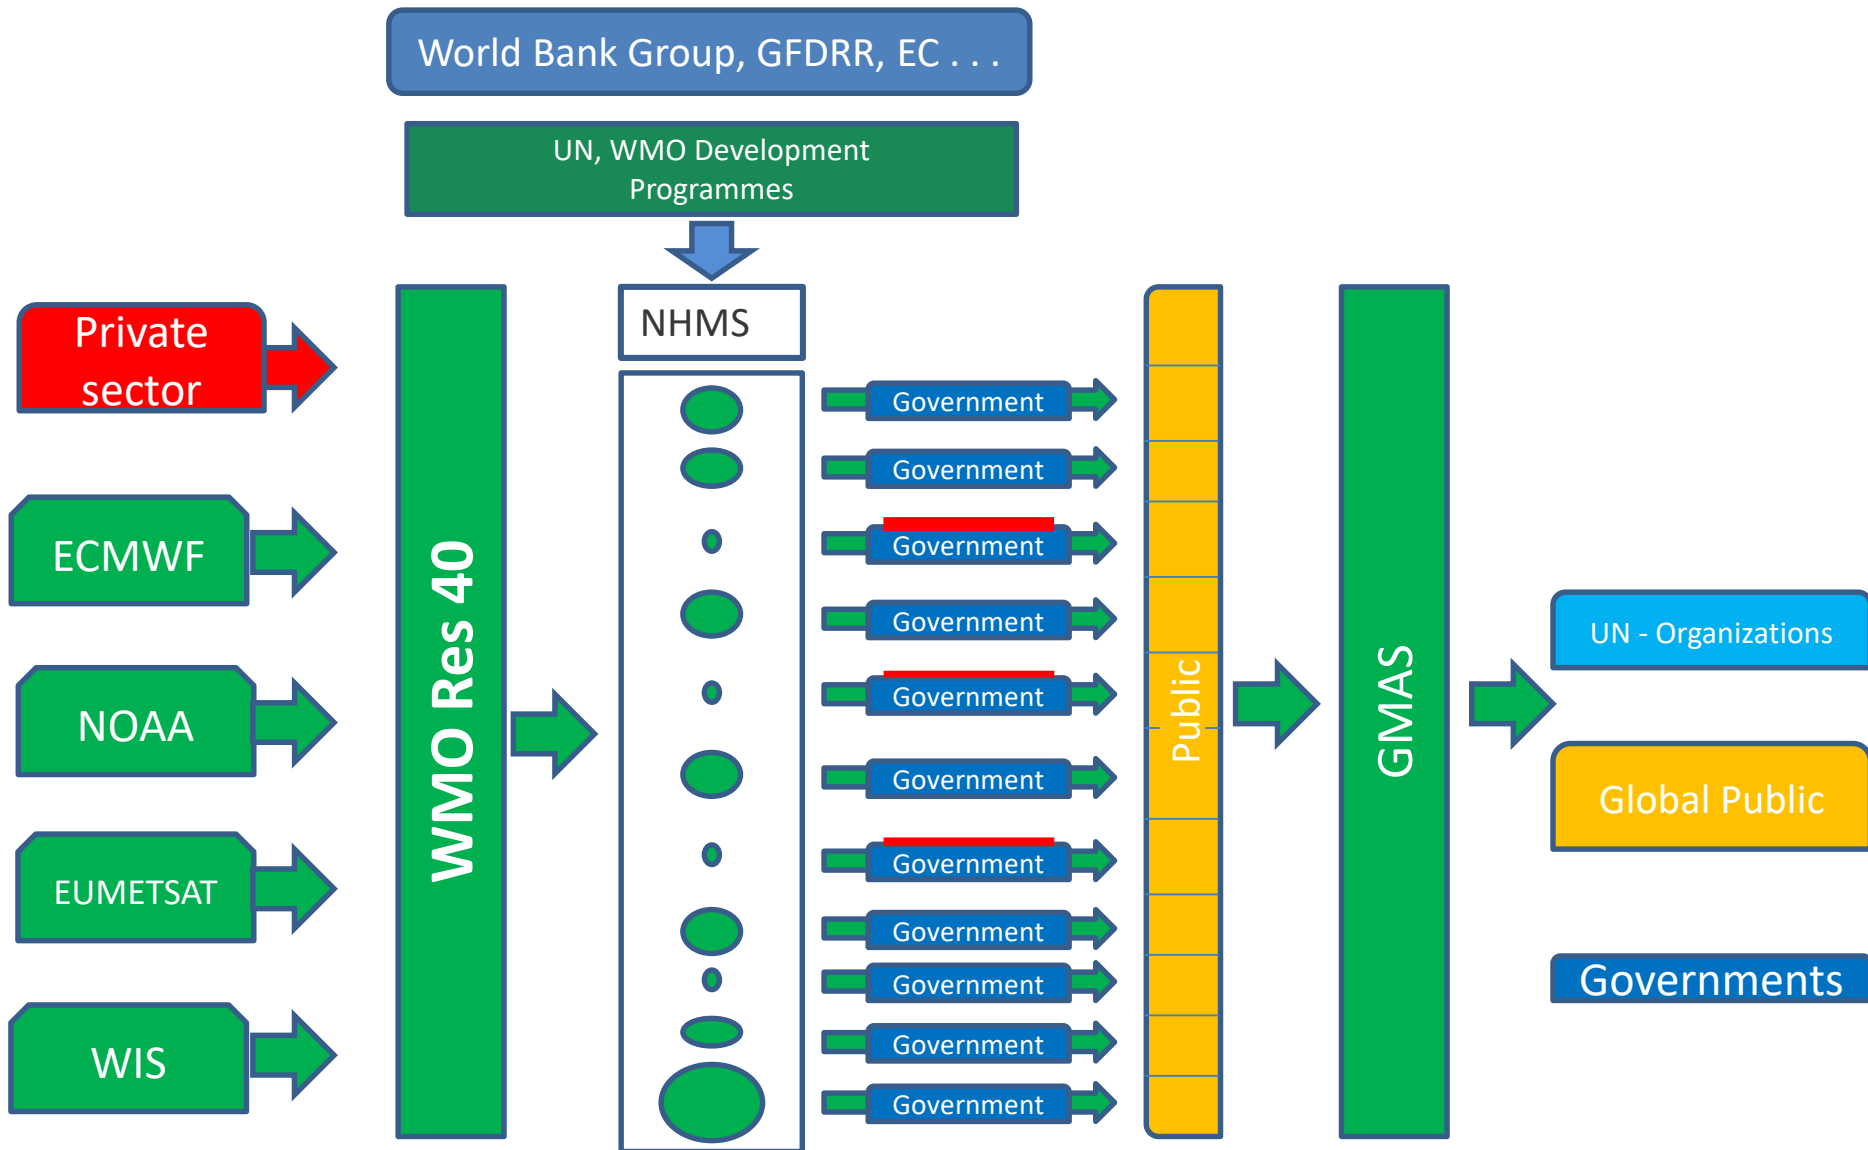 World Bank Group, GFDRR, EC . . .
UN, WMO Development
Programmes
Private
sector
ECMWF
NOAA
EUMETSAT
WIS
WMO Res 40
NHMS
Government
Government
Government
Government
Government
Government
Government
Government
Government
Government
Government
Public
GMAS
UN - Organizations
Global Public
Governments